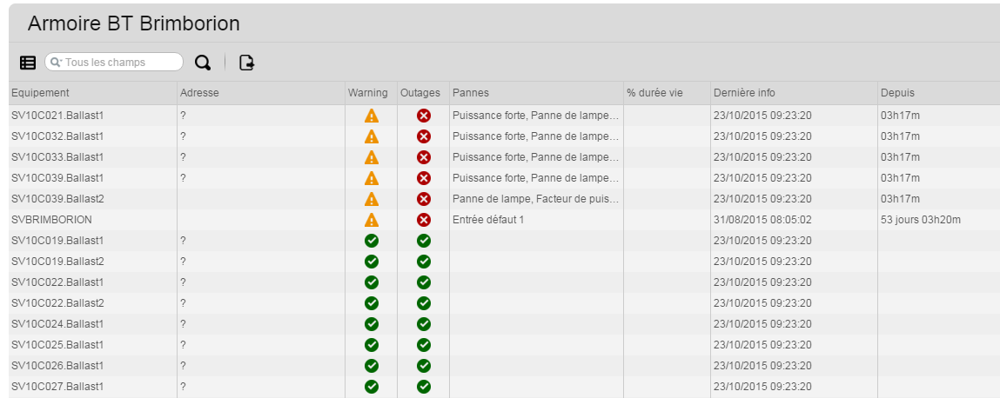 Armoire BT Brimborion
Tous les champs
Equipement Adresse Warning Outages Pannes % durée vie Dernière info Depuis
SV10C021.Ballast1 ? Puissance forte, Panne de lampe... 23/10/2015 09:23:20 03h17m
SV10C032.Ballast1 ? Puissance forte, Panne de lampe... 23/10/2015 09:23:20 03h17m
SV10C033.Ballast1 ? Puissance forte, Panne de lampe... 23/10/2015 09:23:20 03h17m
SV10C039.Ballast1 ? Puissance forte, Panne de lampe... 23/10/2015 09:23:20 03h17m
SV10C039.Ballast2 Panne de lampe, Facteur de puis... 23/10/2015 09:23:20 03h17m
SVBRIMBORION Entrée défaut 1 31/08/2015 08:05:02 53 jours 03h20m
SV10C019.Ballast1 ? 23/10/2015 09:23:20
SV10C019.Ballast2 ? 23/10/2015 09:23:20
SV10C022.Ballast1 ? 23/10/2015 09:23:20
SV10C022.Ballast2 ? 23/10/2015 09:23:20
SV10C024.Ballast1 ? 23/10/2015 09:23:20
SV10C025.Ballast1 ? 23/10/2015 09:23:20
SV10C026.Ballast1 ? 23/10/2015 09:23:20
SV10C027.Ballast1 ? 23/10/2015 09:23:20